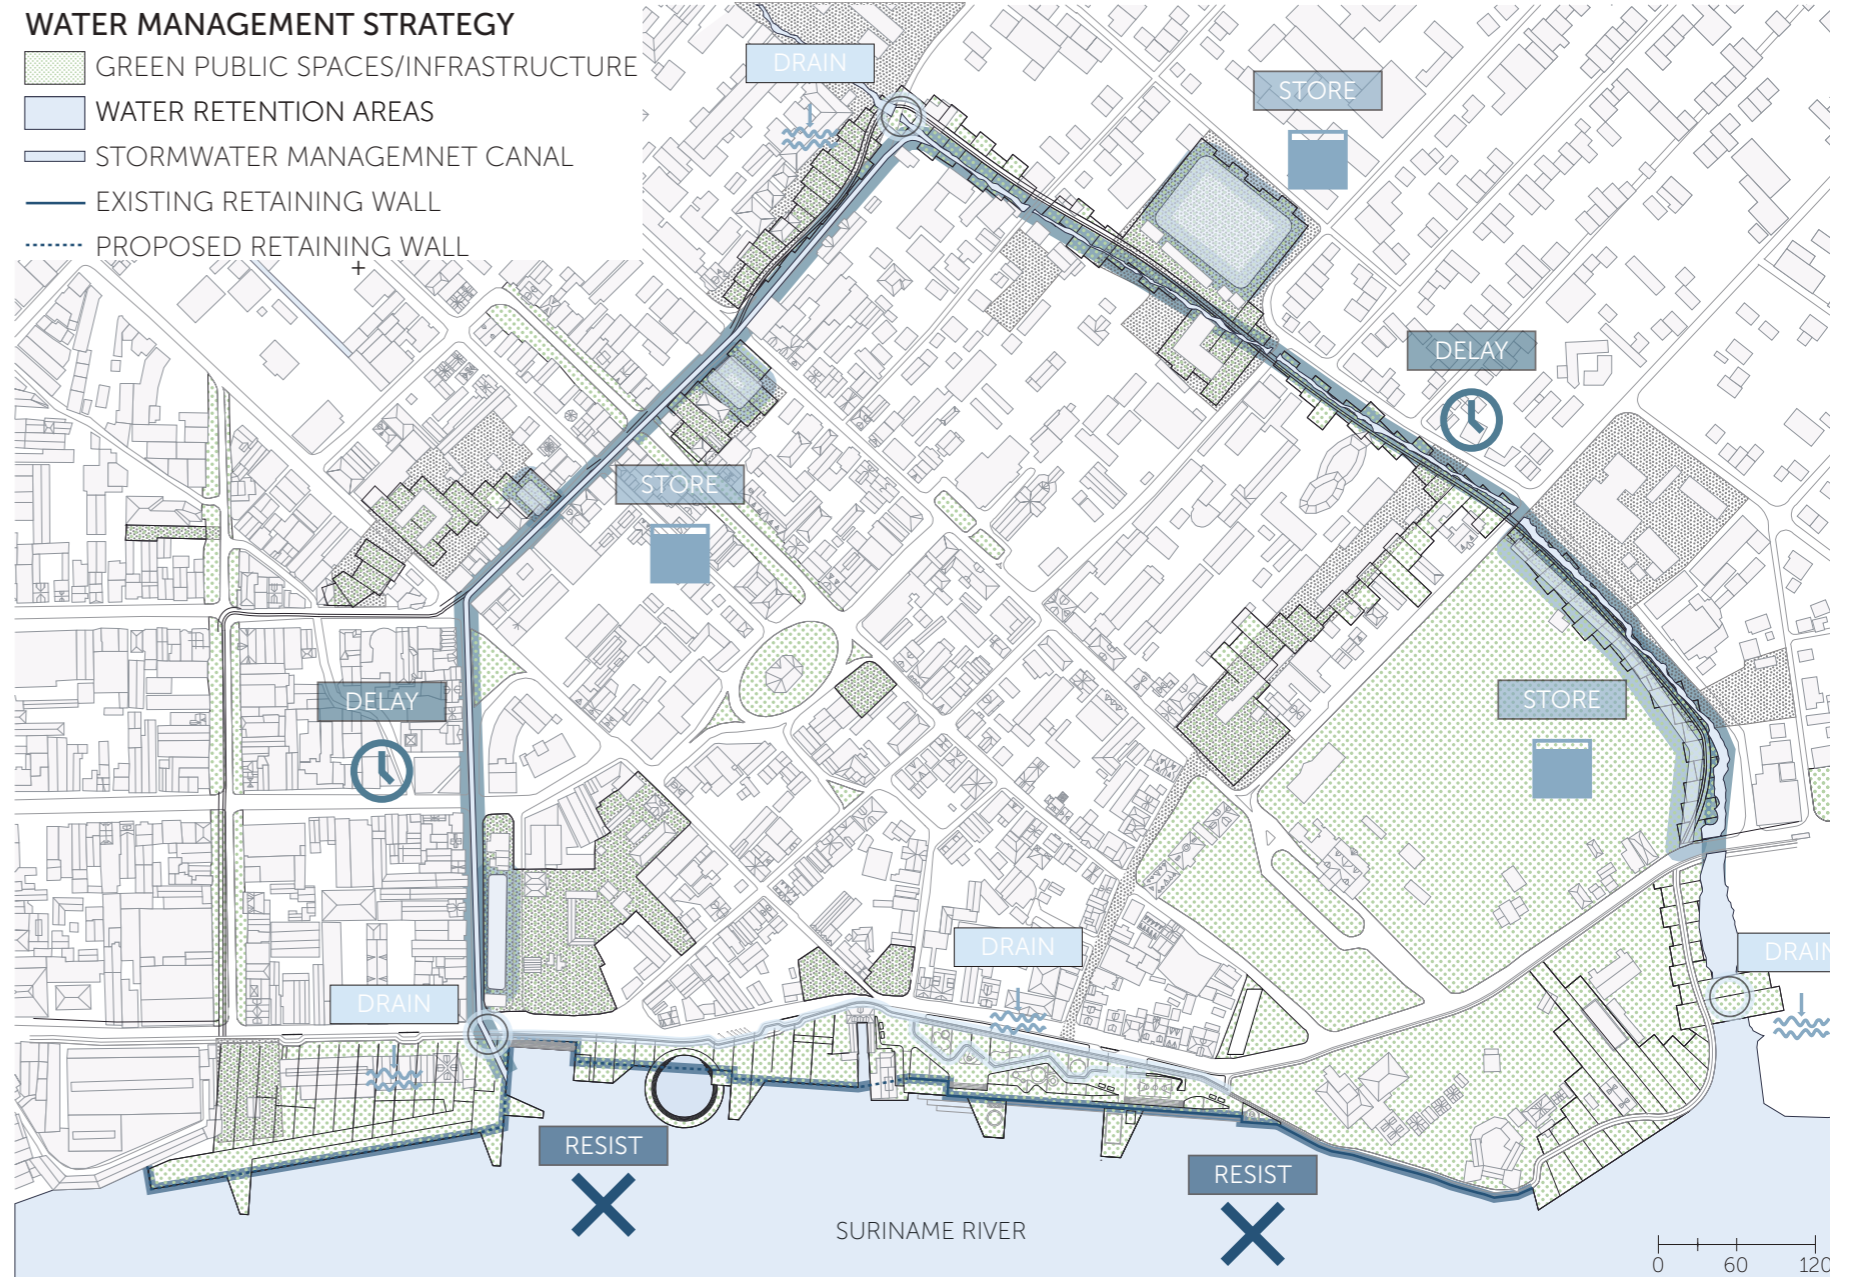 WATER MANAGEMENT STRATEGY
GREEN PUBLIC SPACES/INFRASTRUCTURE
WATER RETENTION AREAS
STORMWATER MANAGEMNET CANAL
EXISTING RETAINING WALL
PROPOSED RETAINING WALL
DRAIN
STORE
DELAY
STORE
DELAY
STORE
DRAIN
DRAIN
DRAIN
RESIST
RESIST
SURINAME RIVER
0 60 120